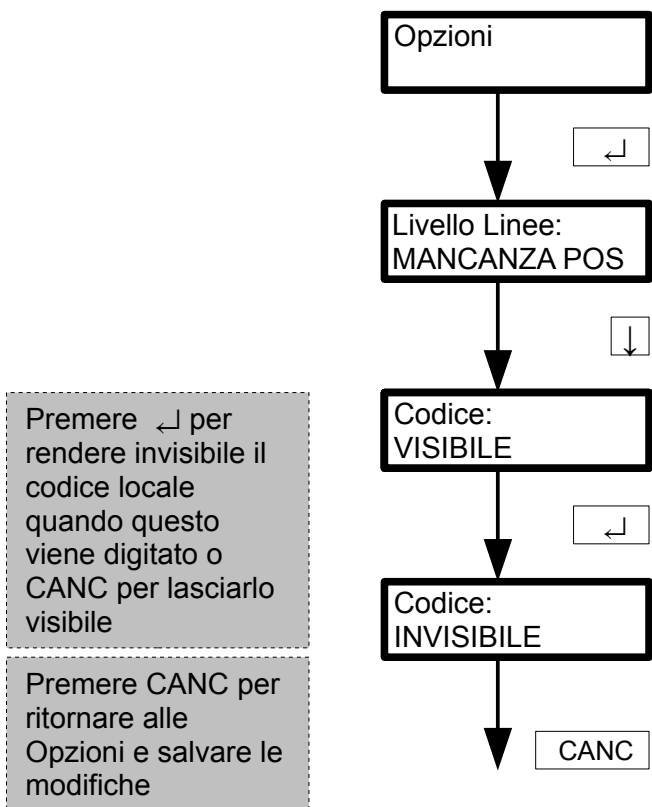 Opzioni
↵
Livello Linee:
MANCANZA POS
↓
Codice:
VISIBILE
Premere ↵ per
rendere invisibile il
codice locale
quando questo
viene digitato o
CANC per lasciarlo
visibile
↵
Codice:
INVISIBILE
Premere CANC per
ritornare alle
Opzioni e salvare le
modifiche
CANC